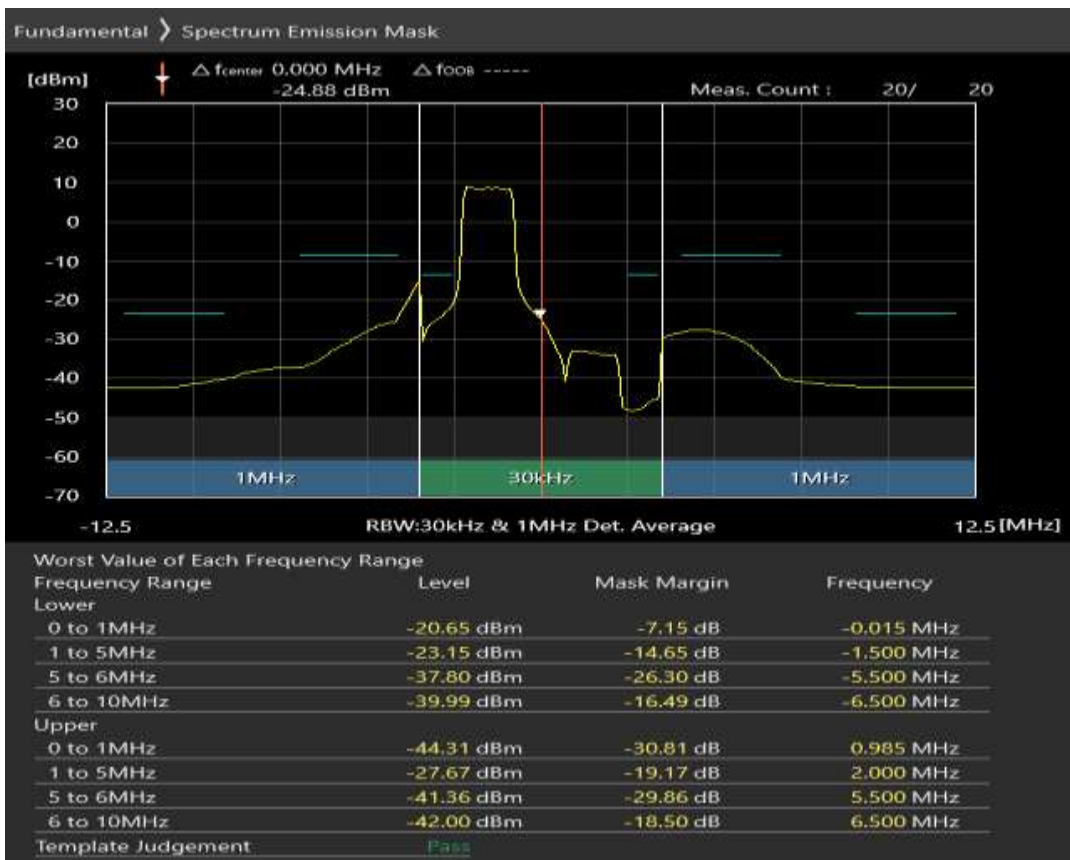 Fundamental ❯ Spectrum Emission Mask
[dBm] △ fcenter 0.000 MHz △ fOOB -----
-24.88 dBm Meas. Count : 20/ 20
30
20
10
0
-10
-20
-30
-40
-50
-60
1MHz 30kHz 1MHz
-70
-12.5 RBW:30kHz & 1MHz Det. Average 12.5 [MHz]
Worst Value of Each Frequency Range
Frequency Range Level Mask Margin Frequency
Lower
0 to 1MHz -20.65 dBm -7.15 dB -0.015 MHz
1 to 5MHz -23.15 dBm -14.65 dB -1.500 MHz
5 to 6MHz -37.80 dBm -26.30 dB -5.500 MHz
6 to 10MHz -39.99 dBm -16.49 dB -6.500 MHz
Upper
0 to 1MHz -44.31 dBm -30.81 dB 0.985 MHz
1 to 5MHz -27.67 dBm -19.17 dB 2.000 MHz
5 to 6MHz -41.36 dBm -29.86 dB 5.500 MHz
6 to 10MHz -42.00 dBm -18.50 dB 6.500 MHz
Template Judgement Pass